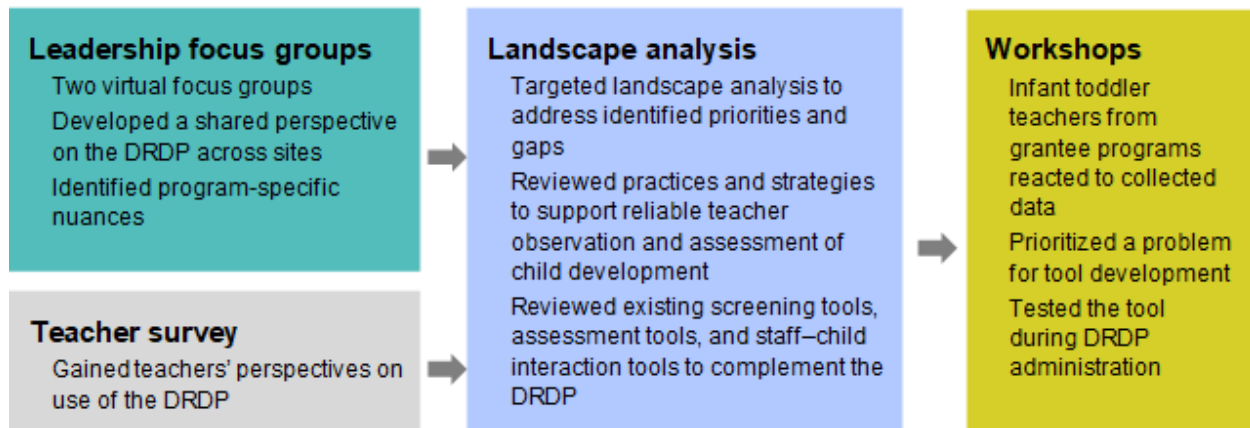 Leadership focus groups
Two virtual focus groups
Developed a shared perspective
on the DRDP across sites
Identified program-specific
nuances
Teacher survey
Gained teachers' perspectives on
use of the DRDP
Landscape analysis
Targeted landscape analysis to
address identified priorities and
gaps
Reviewed practices and strategies
to support reliable teacher
observation and assessment of
child development
Reviewed existing screening tools,
assessment tools, and staff–child
interaction tools to complement the
DRDP
Workshops
Infant toddler
teachers from
grantee programs
reacted to collected
data
Prioritized a problem
for tool development
Tested the tool
during DRDP
administration